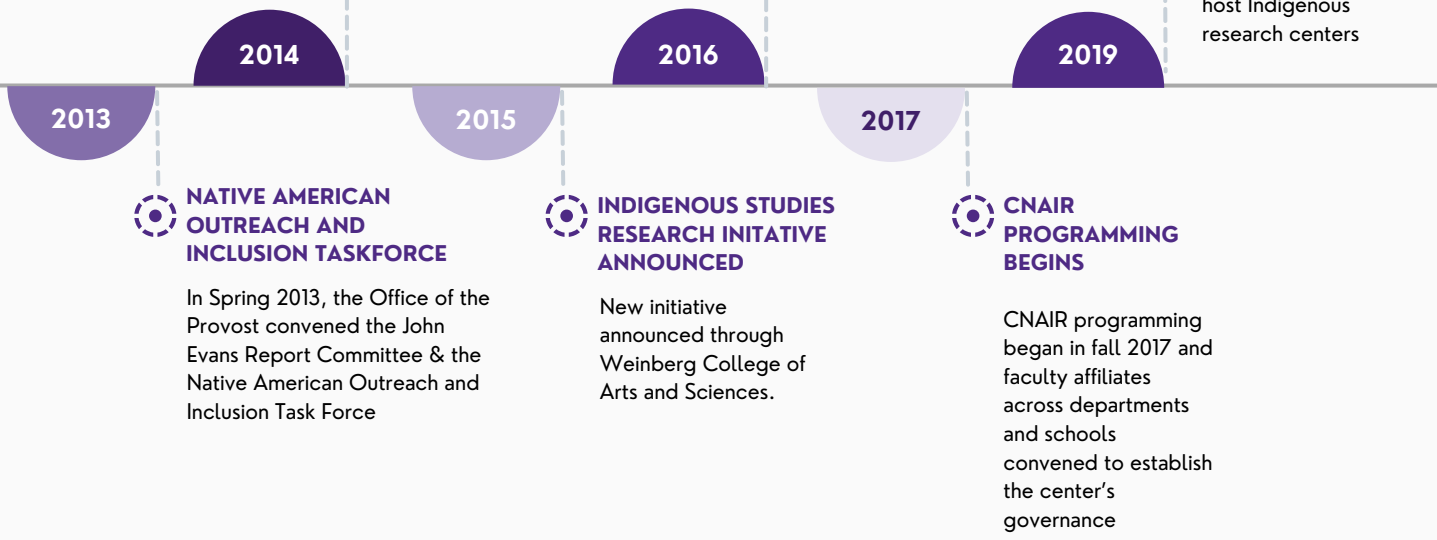 host Indigenous
research centers
2014
2016
2019
2013
2015
2017
NATIVE AMERICAN
OUTREACH AND
INCLUSION TASKFORCE
In Spring 2013, the Office of the
Provost convened the John
Evans Report Committee & the
Native American Outreach and
Inclusion Task Force
INDIGENOUS STUDIES
RESEARCH INITATIVE
ANNOUNCED
New initiative
announced through
Weinberg College of
Arts and Sciences.
CNAIR
PROGRAMMING
BEGINS
CNAIR programming
began in fall 2017 and
faculty affiliates
across departments
and schools
convened to establish
the center's
governance